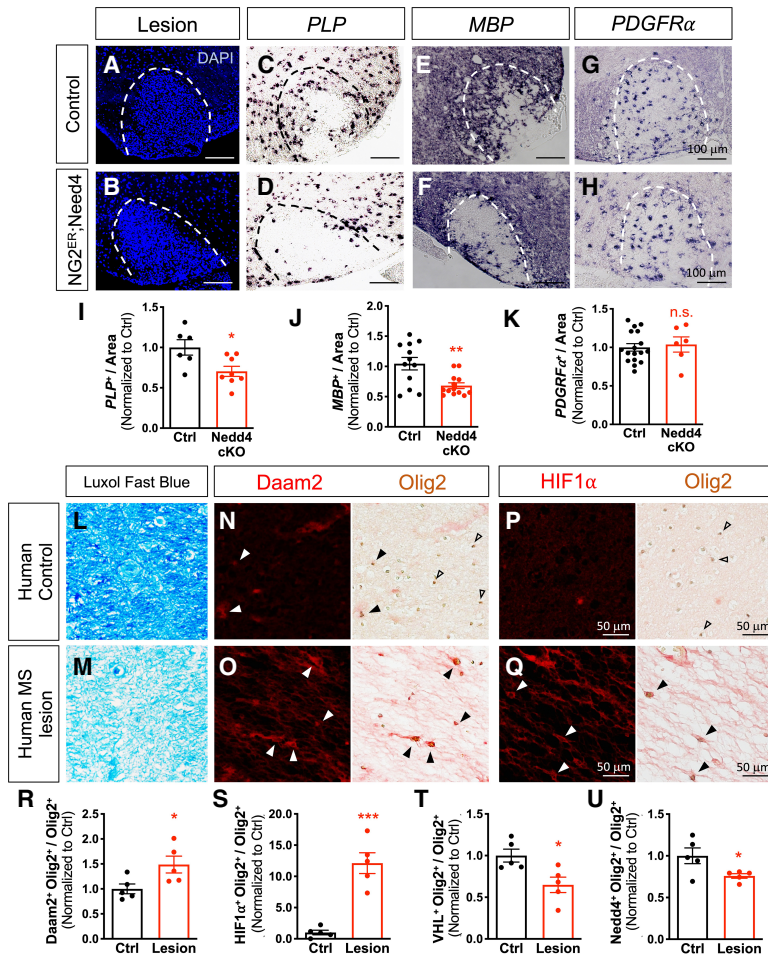 Lesion PLP MBP PDGFRα
Control
A DAPI C E G
100 µm
NG2ER;Need4
B D F H
100 µm
I
PLP+ / Area
(Normalized to Ctrl)
1.5
1.0
0.5
0.0
*
Ctrl Nedd4
cKO
J
MBP+ / Area
(Normalized to Ctrl)
2.0
1.5
1.0
0.5
0.0
**
Ctrl Nedd4
cKO
K
PDGRFα+ / Area
(Normalized to Ctrl)
1.5
1.0
0.5
0.0
n.s.
Ctrl Nedd4
cKO
Luxol Fast Blue Daam2 Olig2 HIF1α Olig2
Human
Control
L N P
50 µm 50 µm
Human MS
lesion
M O Q
50 µm 50 µm
R
Daam2+ Olig2+ / Olig2+
(Normalized to Ctrl)
2.5
2.0
1.5
1.0
0.5
0.0
*
Ctrl Lesion
S
HIF1α+ Olig2+ / Olig2+
(Normalized to Ctrl)
20.0
15.0
10.0
5.0
0.0
***
Ctrl Lesion
T
VHL+ Olig2+ / Olig2+
(Normalized to Ctrl)
1.5
1.0
0.5
0.0
*
Ctrl Lesion
U
Nedd4+ Olig2+ / Olig2+
(Normalized to Ctrl)
1.5
1.0
0.5
0.0
*
Ctrl Lesion